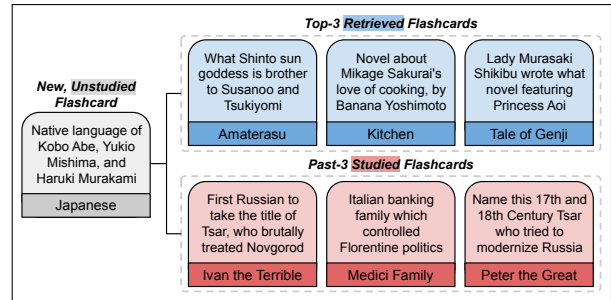 Top-3 Retrieved Flashcards
New, Unstudied
Flashcard
Native language of
Kobo Abe, Yukio
Mishima, and
Haruki Murakami
Japanese
What Shinto sun
goddess is brother
to Susanoo and
Tsukiyomi
Amaterasu
Novel about
Mikage Sakurai's
love of cooking, by
Banana Yoshimoto
Kitchen
Lady Murasaki
Shikibu wrote what
novel featuring
Princess Aoi
Tale of Genji
Past-3 Studied Flashcards
First Russian to
take the title of
Tsar, who brutally
treated Novgorod
Ivan the Terrible
Italian banking
family which
controlled
Florentine politics
Medici Family
Name this 17th and
18th Century Tsar
who tried to
modernize Russia
Peter the Great